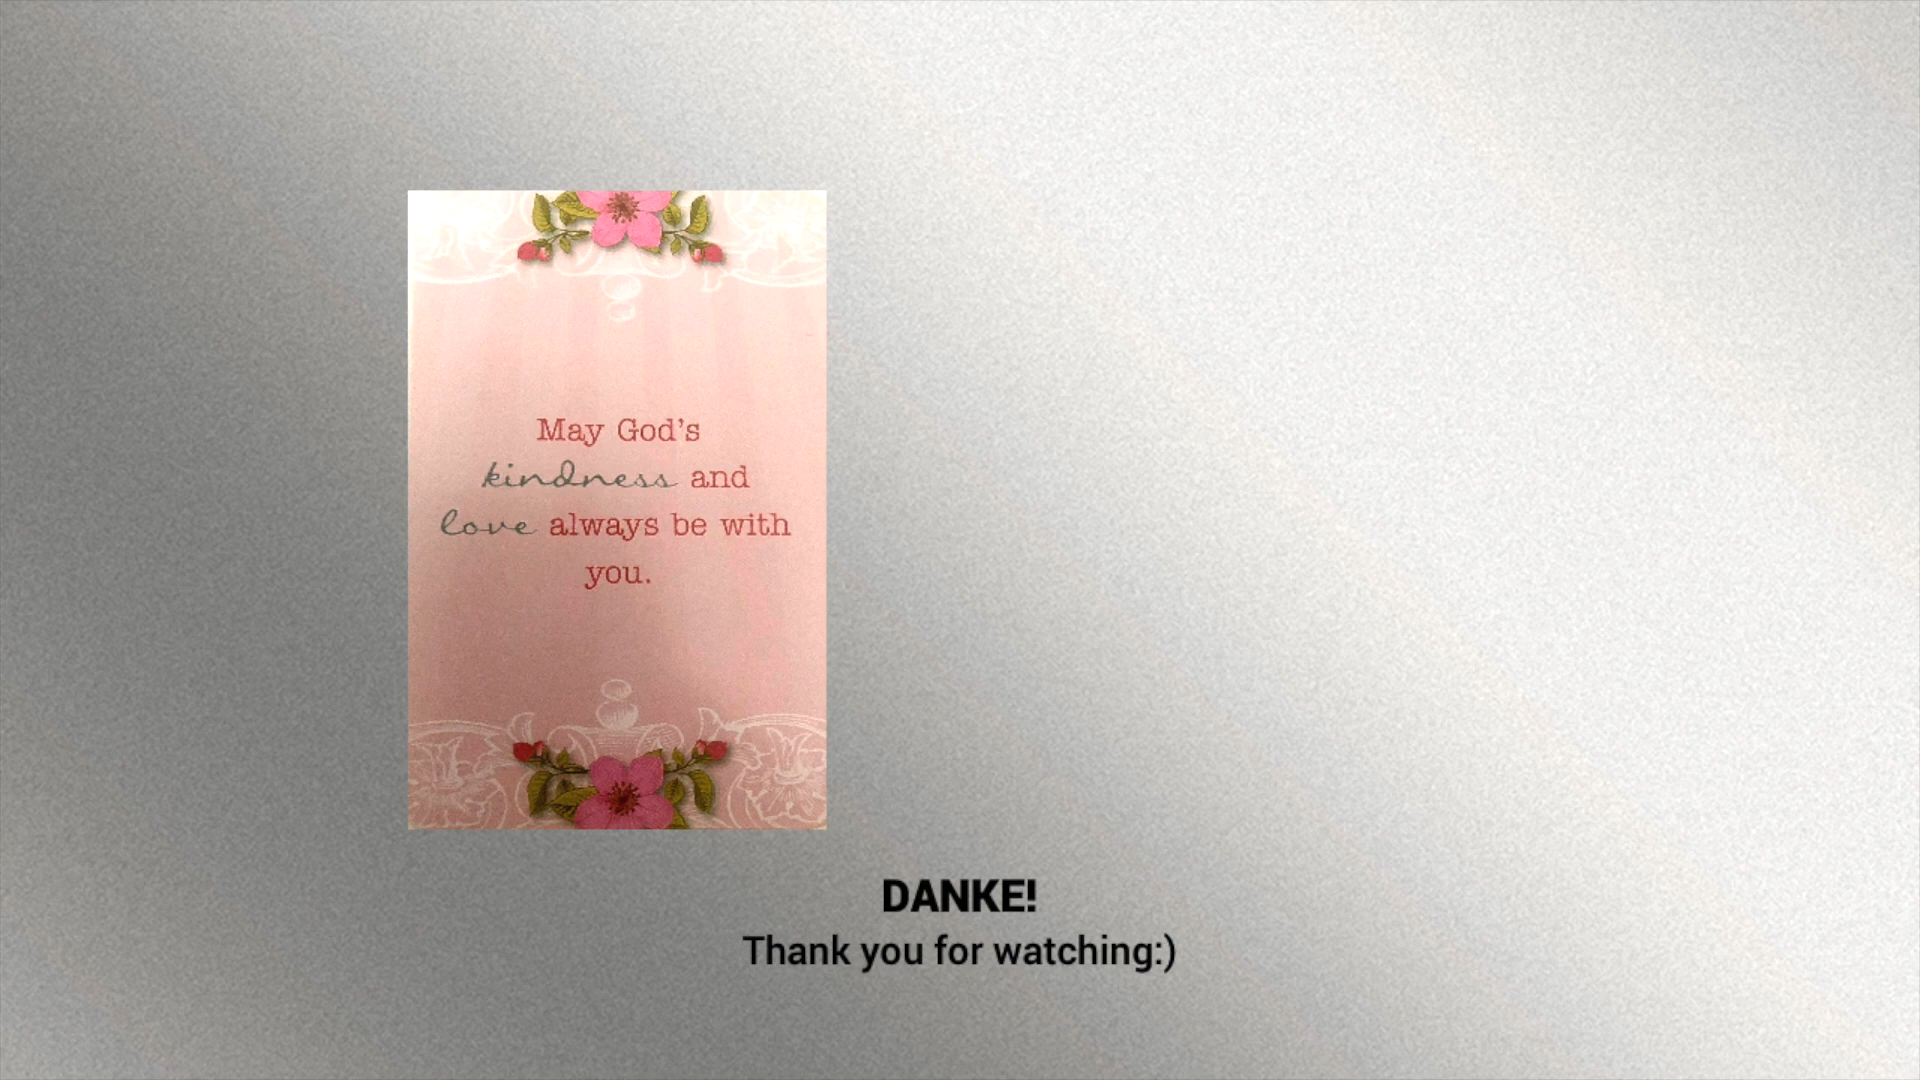 May God's
kindness and
love always be with
you.
DANKE!
Thank you for watching:)